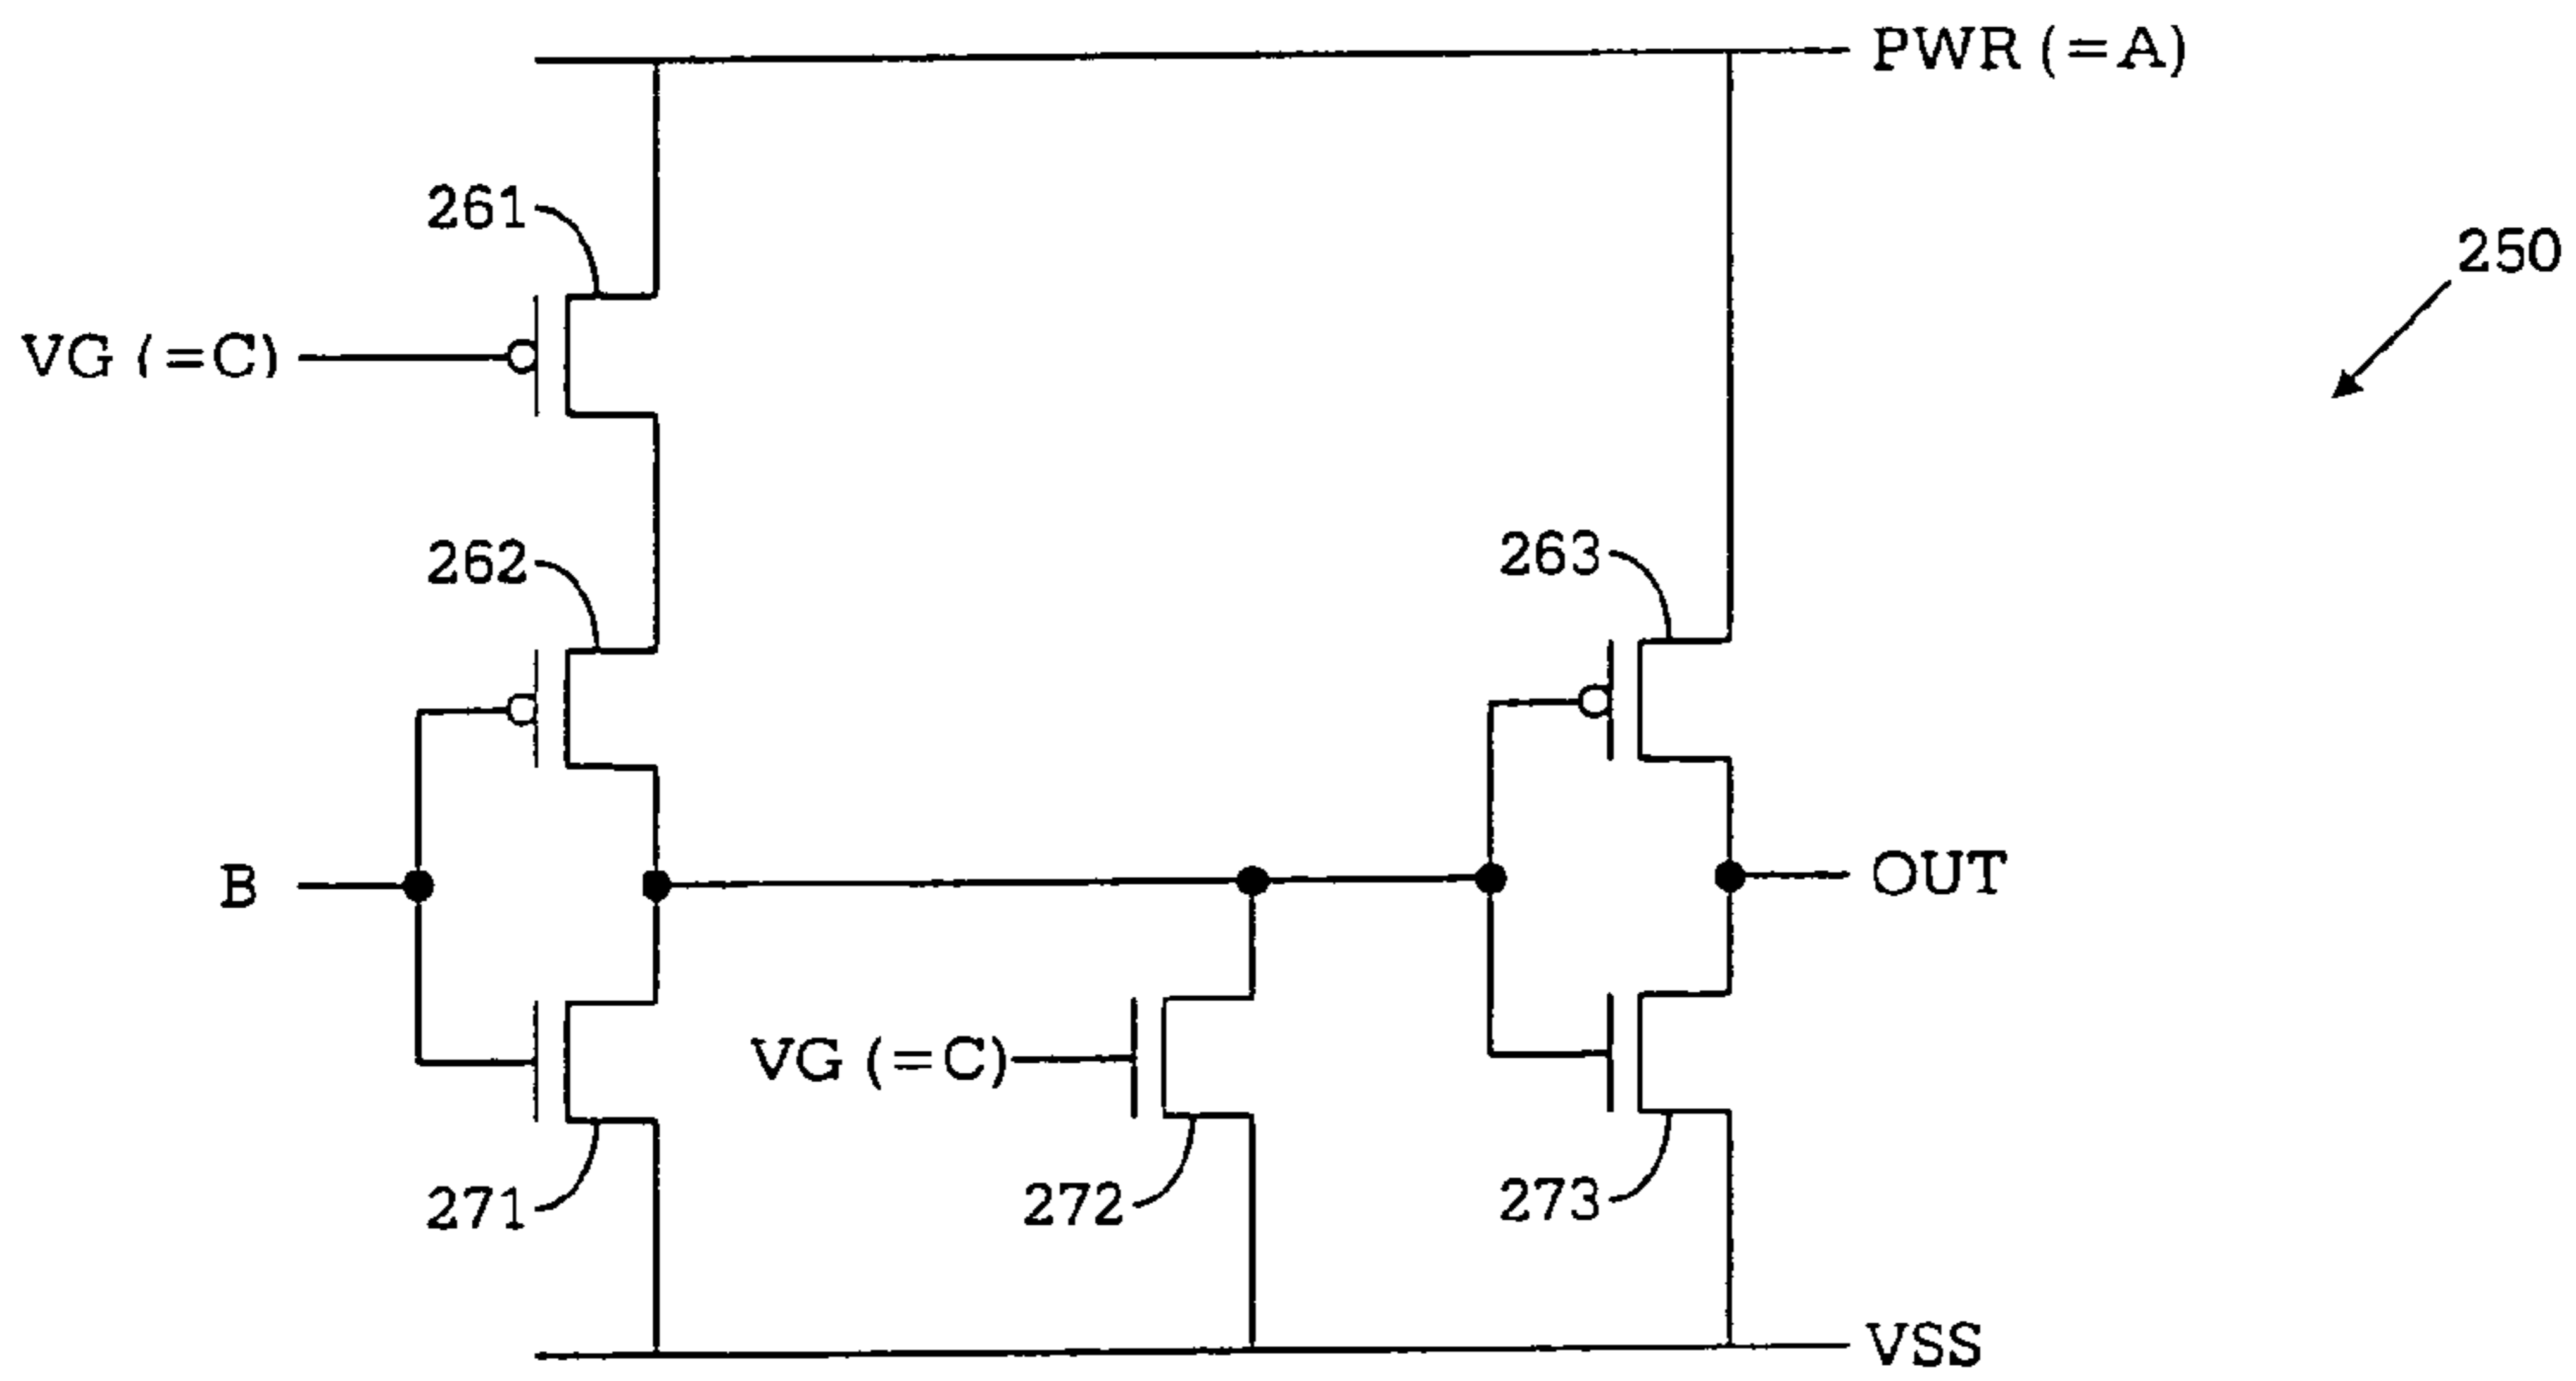 PWR (=A)
261
250
VG (=C)
262
263
B
OUT
VG (=C)
271
272
273
VSS